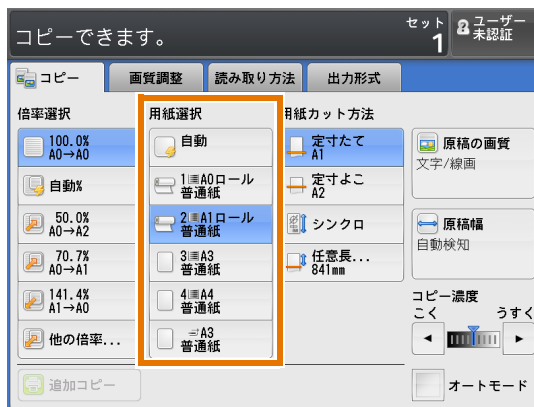 コピーできます。
セット
1
ユーザー
未認証
コピー
画質調整
読み取り方法
出力形式
倍率選択
100.0%
A0→A0
自動%
50.0%
A0→A2
70.7%
A0→A1
141.4%
A1→A0
他の倍率...
用紙選択
自動
1 A0ロール
普通紙
2 A1ロール
普通紙
3 A3
普通紙
4 A4
普通紙
A3
普通紙
用紙カット方法
定寸たて
A1
定寸よこ
A2
シンクロ
任意長...
841mm
原稿の画質
文字/線画
原稿幅
自動検知
コピー濃度
こく うすく
追加コピー
オートモード